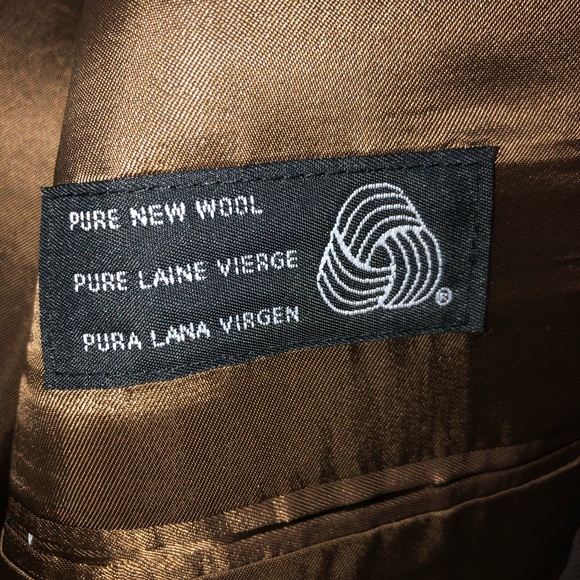 PURE NEW WOOL
PURE LAINE VIERGE
PURA LANA VIRGEN
®